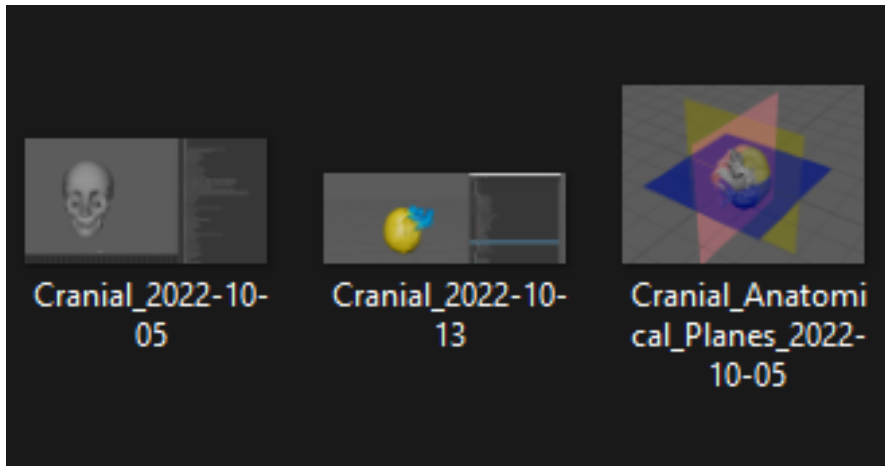 Cranial_2022-10-
05
Cranial_2022-10-
13
Cranial_Anatomi
cal_Planes_2022-
10-05